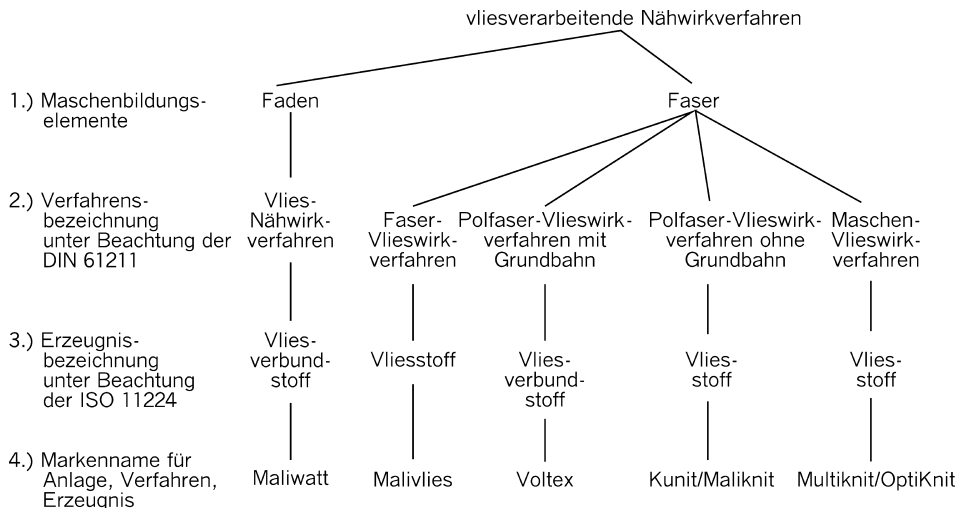 vliesverarbeitende Nähwirkverfahren
1.) Maschenbildungs-
elemente
Faden
Faser
2.) Verfahrens-
bezeichnung
unter Beachtung der
DIN 61211
Vlies-
Nähwirk-
verfahren
Faser-
Vlieswirk-
verfahren
Polfaser-Vlieswirk-
verfahren mit
Grundbahn
Polfaser-Vlieswirk-
verfahren ohne
Grundbahn
Maschen-
Vlieswirk-
verfahren
3.) Erzeugnis-
bezeichnung
unter Beachtung
der ISO 11224
Vlies-
verbund-
stoff
Vliesstoff
Vlies-
verbund-
stoff
Vlies-
stoff
Vlies-
stoff
4.) Markenname für
Anlage, Verfahren,
Erzeugnis
Maliwatt
Malivlies
Voltex
Kunit/Maliknit
Multiknit/OptiKnit